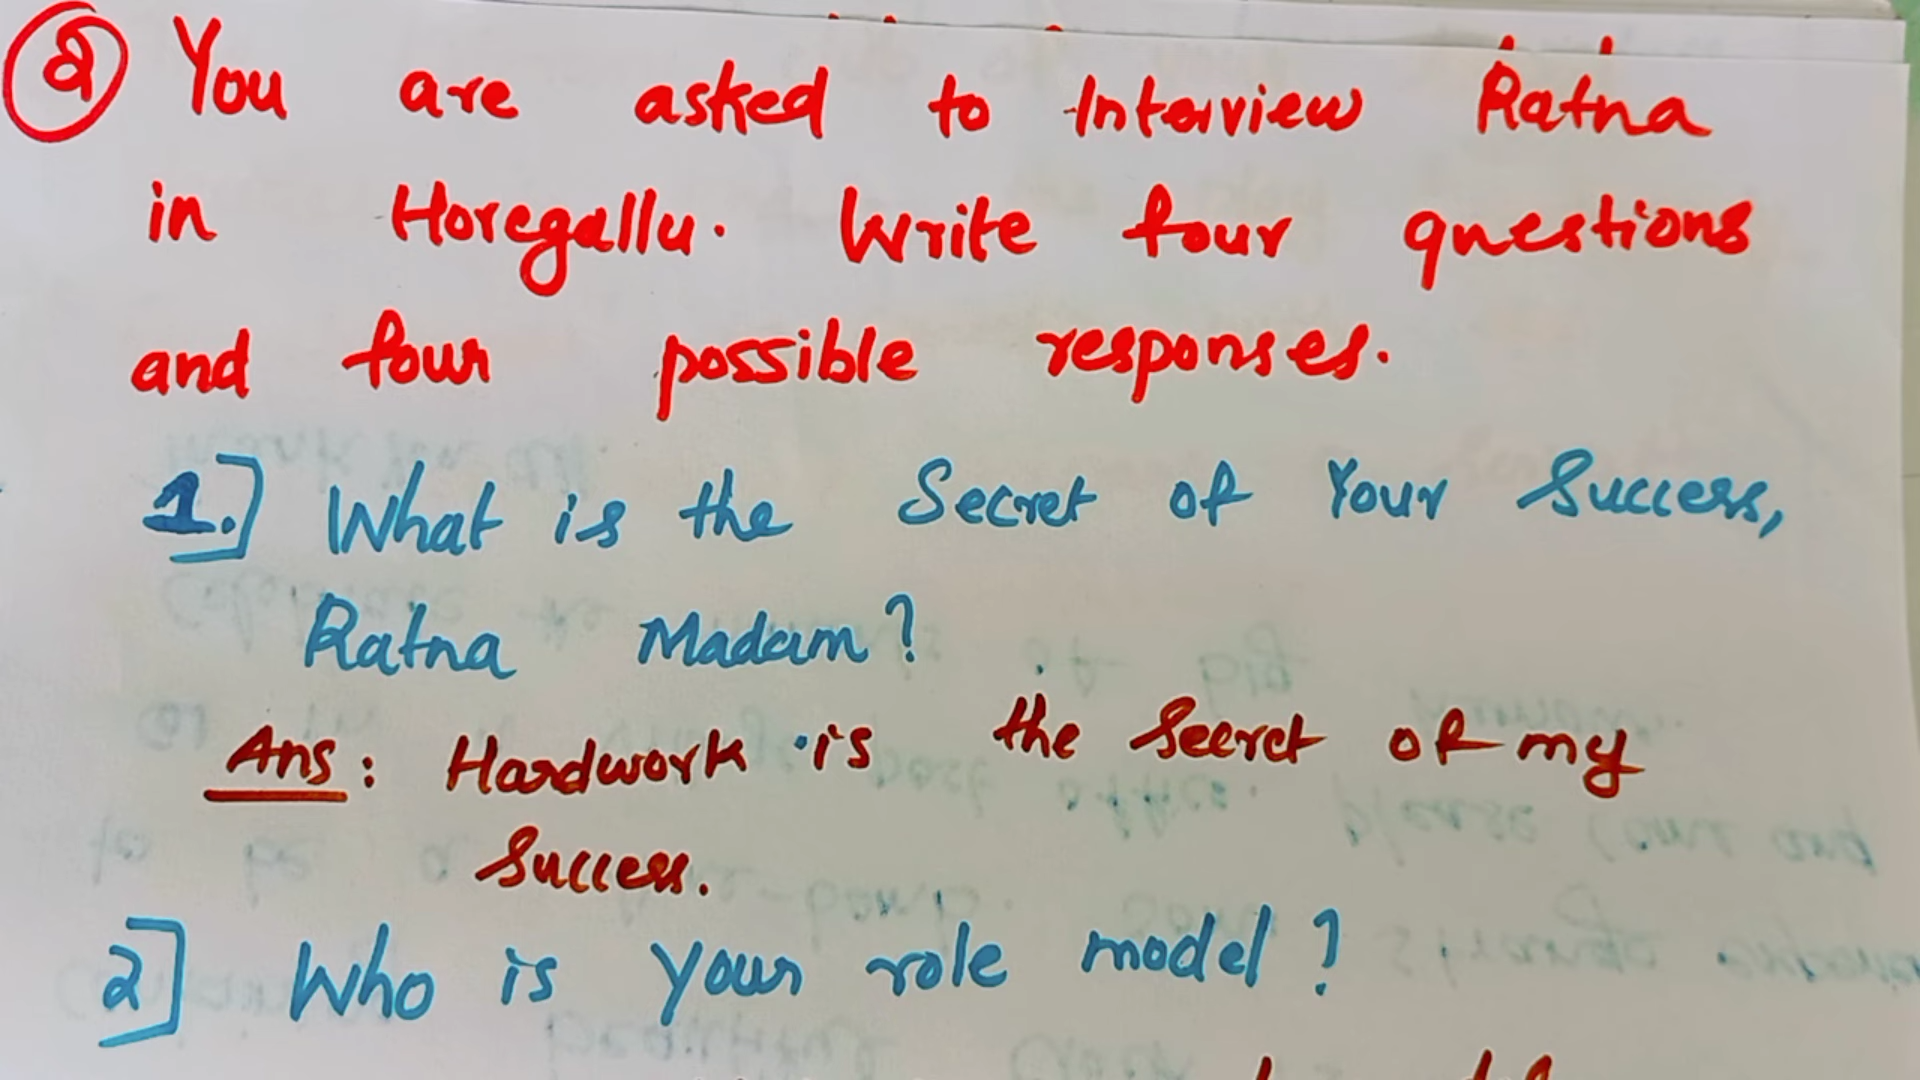 ② You are asked to Interview Ratna
in Horegallu. Write four questions
and four possible responses.
1.] What is the Secret of Your Success,
Ratna Madam?
Ans: Hardwork is the Secret of my
Success.
2] Who is your role model?